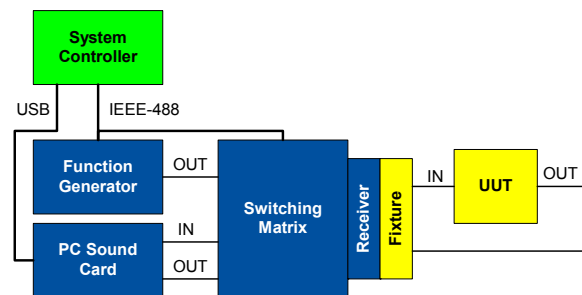 System
Controller
USB
IEEE-488
Function
Generator
OUT
Switching
Matrix
Receiver
Fixture
IN
UUT
OUT
PC Sound
Card
IN
OUT